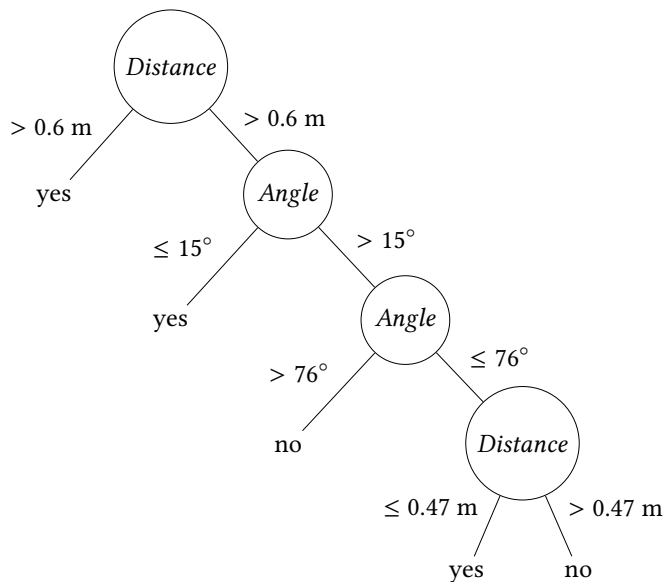 Distance
> 0.6 m
> 0.6 m
yes
Angle
≤ 15°
> 15°
yes
Angle
> 76°
≤ 76°
no
Distance
≤ 0.47 m
> 0.47 m
yes
no